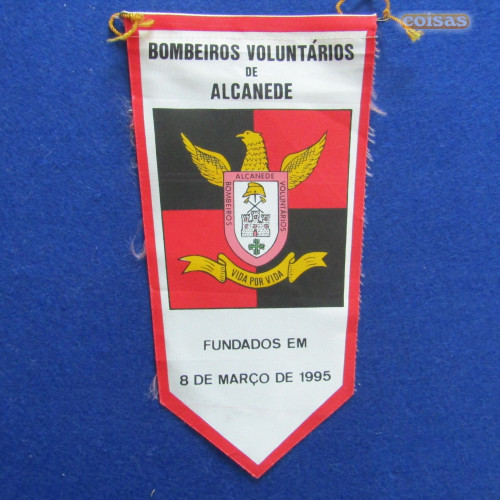 coisas
BOMBEIROS VOLUNTÁRIOS
DE
ALCANEDE
ALCANEDE
BOMBEIROS
VOLUNTÁRIOS
VIDA POR VIDA
FUNDADOS EM
8 DE MARÇO DE 1995